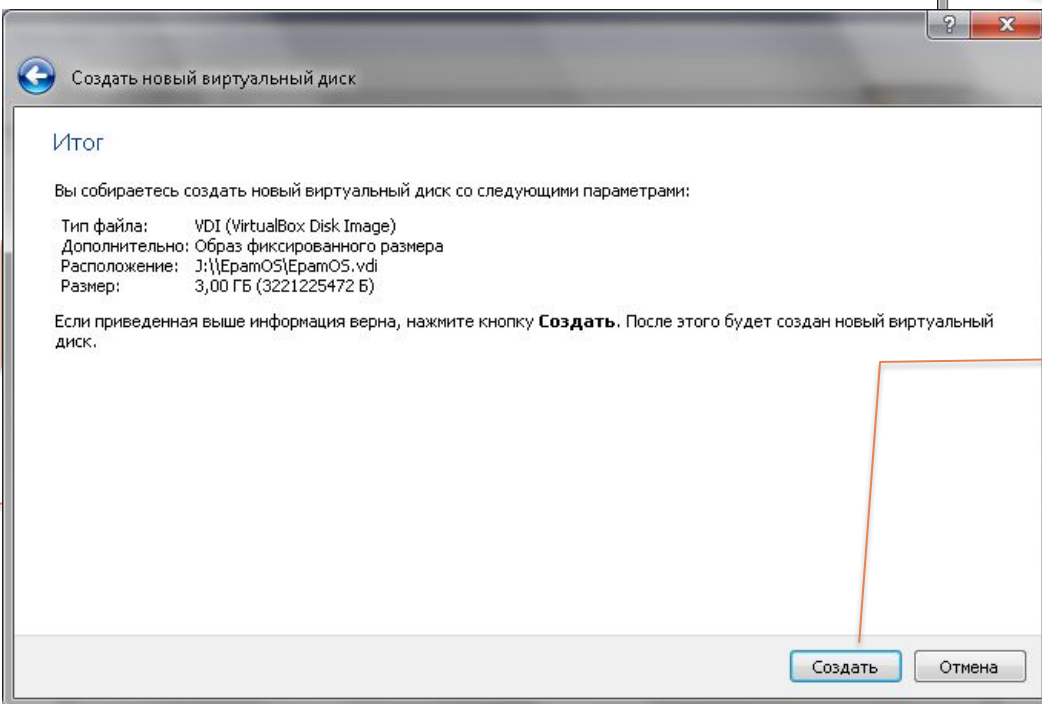 Создать новый виртуальный диск
Итог
Вы собираетесь создать новый виртуальный диск со следующими параметрами:
Тип файла: VDI (VirtualBox Disk Image)
Дополнительно: Образ фиксированного размера
Расположение: J:\\EpamOS\EpamOS.vdi
Размер: 3,00 ГБ (3221225472 Б)
Если приведенная выше информация верна, нажмите кнопку Создать. После этого будет создан новый виртуальный
диск.
Создать Отмена